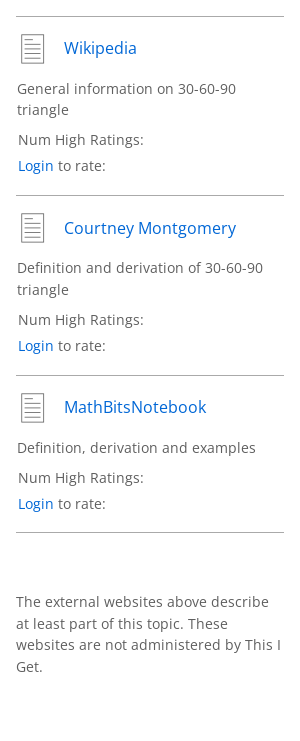 Wikipedia
General information on 30-60-90
triangle
Num High Ratings:
Login to rate:
Courtney Montgomery
Definition and derivation of 30-60-90
triangle
Num High Ratings:
Login to rate:
MathBitsNotebook
Definition, derivation and examples
Num High Ratings:
Login to rate:
The external websites above describe
at least part of this topic. These
websites are not administered by This I
Get.